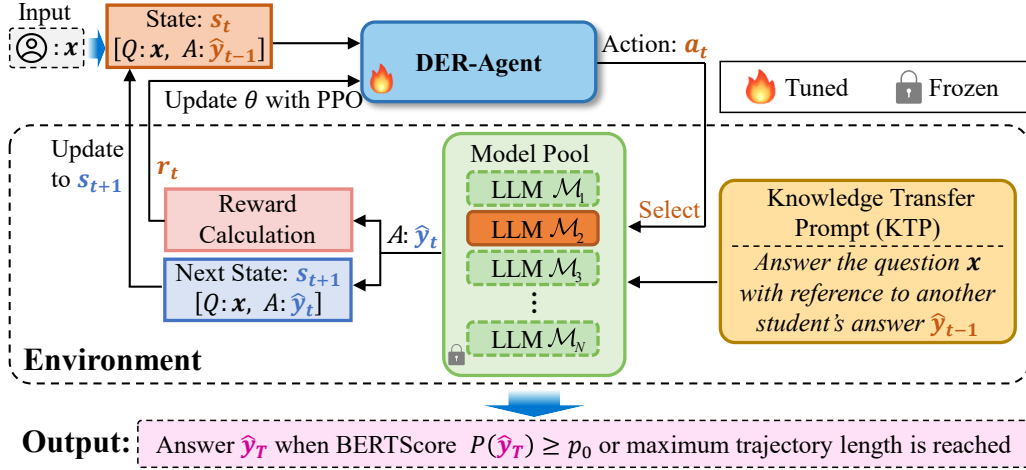 Input
: x
State: s_t
[Q: x, A: ŷ_{t-1}]
DER-Agent
Action: a_t
Update θ with PPO
Tuned
Frozen
Update
to s_{t+1}
r_t
Reward
Calculation
Next State: s_{t+1}
[Q: x, A: ŷ_t]
A: ŷ_t
Model Pool
LLM ℳ_1
LLM ℳ_2
LLM ℳ_3
⋮
LLM ℳ_N
Select
Knowledge Transfer
Prompt (KTP)
Answer the question x
with reference to another
student's answer ŷ_{t-1}
Environment
Output:
Answer ŷ_T when BERTScore P(ŷ_T) ≥ p_0 or maximum trajectory length is reached